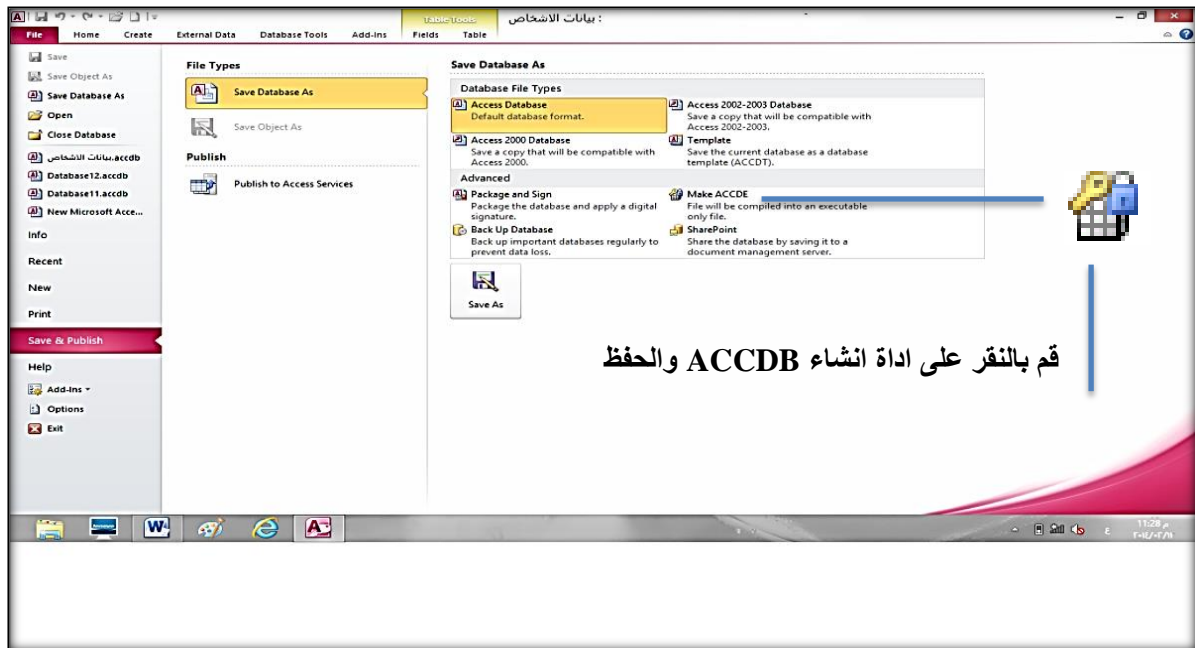 Table Tools
بيانات الاشخاص :
File Home Create External Data Database Tools Add-Ins Fields Table
Save
Save Object As
Save Database As
Open
Close Database
بيانات الاشخاص.accdb
Database12.accdb
Database11.accdb
New Microsoft Acce...
Info
Recent
New
Print
Save & Publish
Help
Add-Ins
Options
Exit
File Types
Save Database As
Save Object As
Publish
Publish to Access Services
Save Database As
Database File Types
Access Database
Default database format.
Access 2002-2003 Database
Save a copy that will be compatible with
Access 2002-2003.
Access 2000 Database
Save a copy that will be compatible with
Access 2000.
Template
Save the current database as a database
template (ACCDT).
Advanced
Package and Sign
Package the database and apply a digital
signature.
Make ACCDE
File will be compiled into an executable
only file.
Back Up Database
Back up important databases regularly to
prevent data loss.
SharePoint
Share the database by saving it to a
document management server.
Save As
قم بالنقر على اداة انشاء ACCDB والحفظ
ع
11:28 م